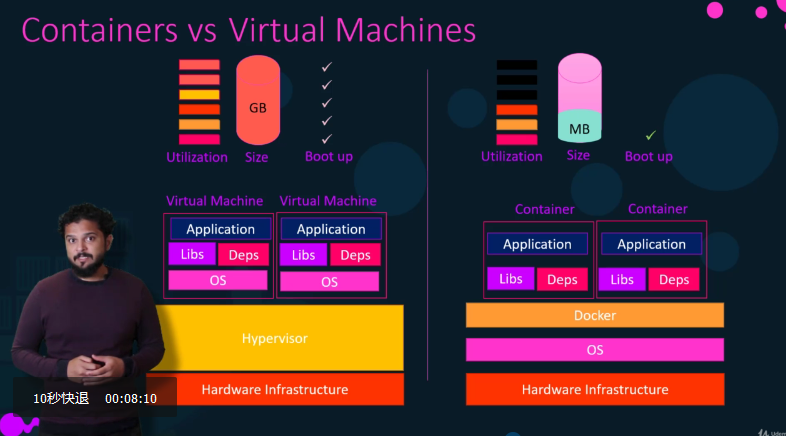 Containers vs Virtual Machines
GB
MB
Utilization Size Boot up
Utilization Size Boot up
Virtual Machine Virtual Machine
Application Application
Libs Deps Libs Deps
OS OS
Hypervisor
Hardware Infrastructure
Container Container
Application Application
Libs Deps Libs Deps
Docker
OS
Hardware Infrastructure
10秒快退 00:08:10